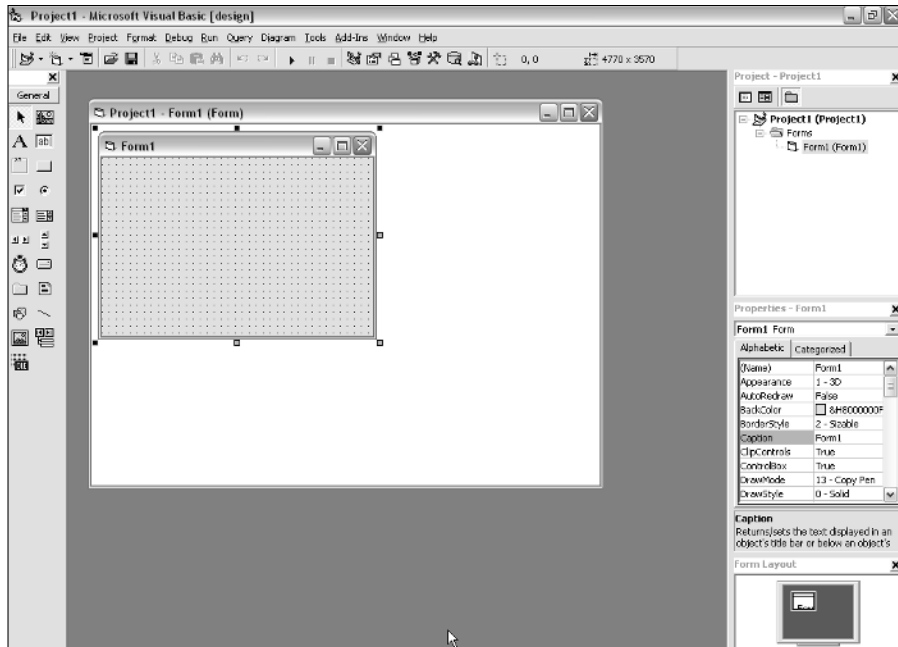 Project1 - Microsoft Visual Basic [design]
File Edit View Project Format Debug Run Query Diagram Tools Add-Ins Window Help
0, 0 4770 x 3570
General
A
ab
Project1 - Form1 (Form)
Form1
Project - Project1
Project1 (Project1)
Forms
Form1 (Form1)
Properties - Form1
Form1 Form
Alphabetic Categorized
(Name) Form1
Appearance 1 - 3D
AutoRedraw False
BackColor &H8000000F
BorderStyle 2 - Sizable
Caption Form1
ClipControls True
ControlBox True
DrawMode 13 - Copy Pen
DrawStyle 0 - Solid
Caption
Returns/sets the text displayed in an
object's title bar or below an object's
Form Layout